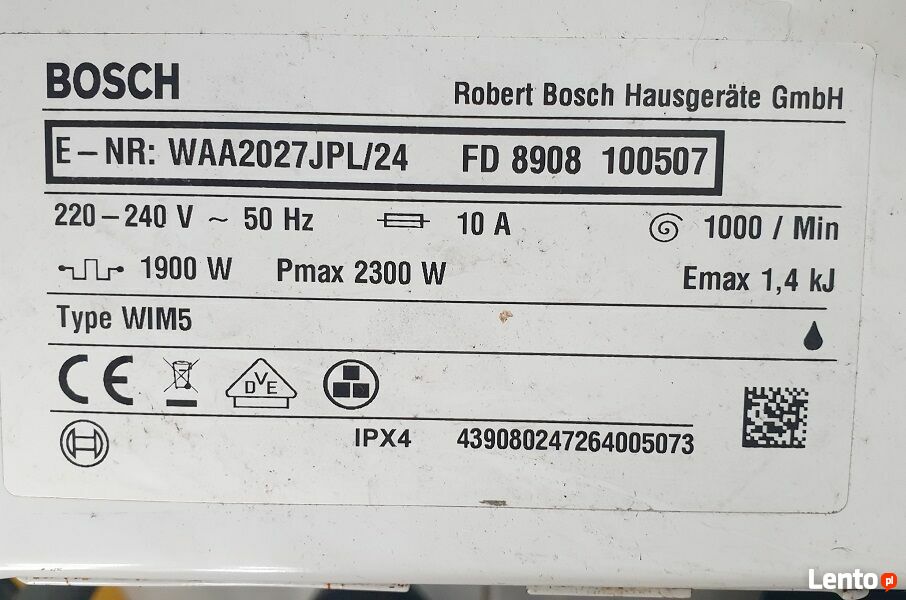 BOSCH
Robert Bosch Hausgeräte GmbH
E – NR: WAA2027JPL/24 FD 8908 100507
220 – 240 V ~ 50 Hz 10 A 1000 / Min
1900 W Pmax 2300 W Emax 1,4 kJ
Type WIM5
CE DVE
IPX4 439080247264005073
Lento.pl